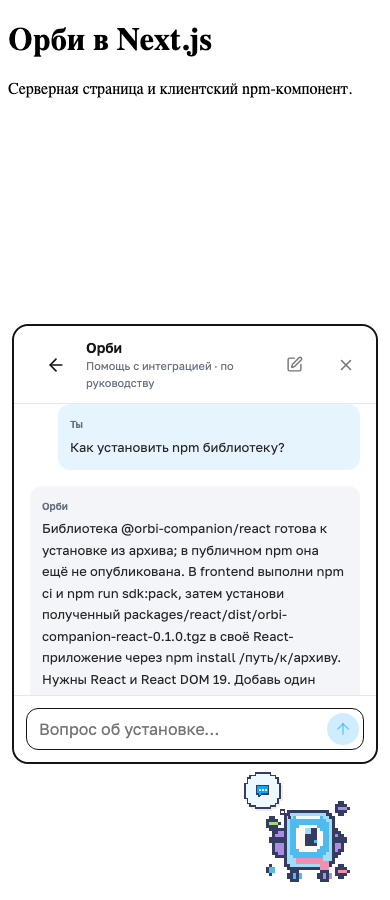 Орби в Next.js
Серверная страница и клиентский npm-компонент.
Орби
Помощь с интеграцией · по
руководству
Ты
Как установить npm библиотеку?
Орби
Библиотека @orbi-companion/react готова к
установке из архива; в публичном npm она
ещё не опубликована. В frontend выполни npm
ci и npm run sdk:pack, затем установи
полученный packages/react/dist/orbi-
companion-react-0.1.0.tgz в своё React-
приложение через npm install /путь/к/архиву.
Нужны React и React DOM 19. Добавь один
Вопрос об установке...